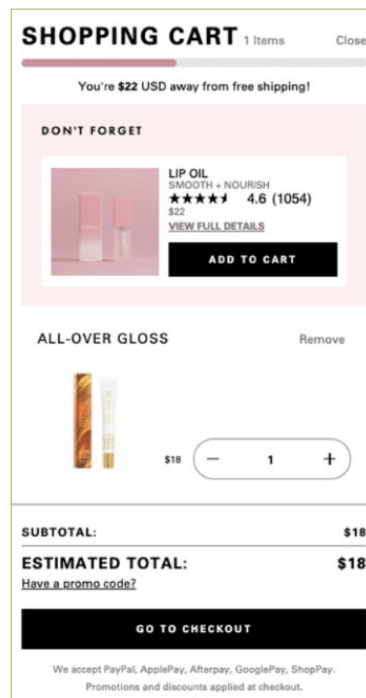 SHOPPING CART 1 Items Close
You're $22 USD away from free shipping!
DON'T FORGET
LIP OIL
SMOOTH + NOURISH
4.6 (1054)
$22
VIEW FULL DETAILS
ADD TO CART
ALL-OVER GLOSS Remove
$18 − 1 +
SUBTOTAL: $18
ESTIMATED TOTAL: $18
Have a promo code?
GO TO CHECKOUT
We accept PayPal, ApplePay, Afterpay, GooglePay, ShopPay.
Promotions and discounts applied at checkout.